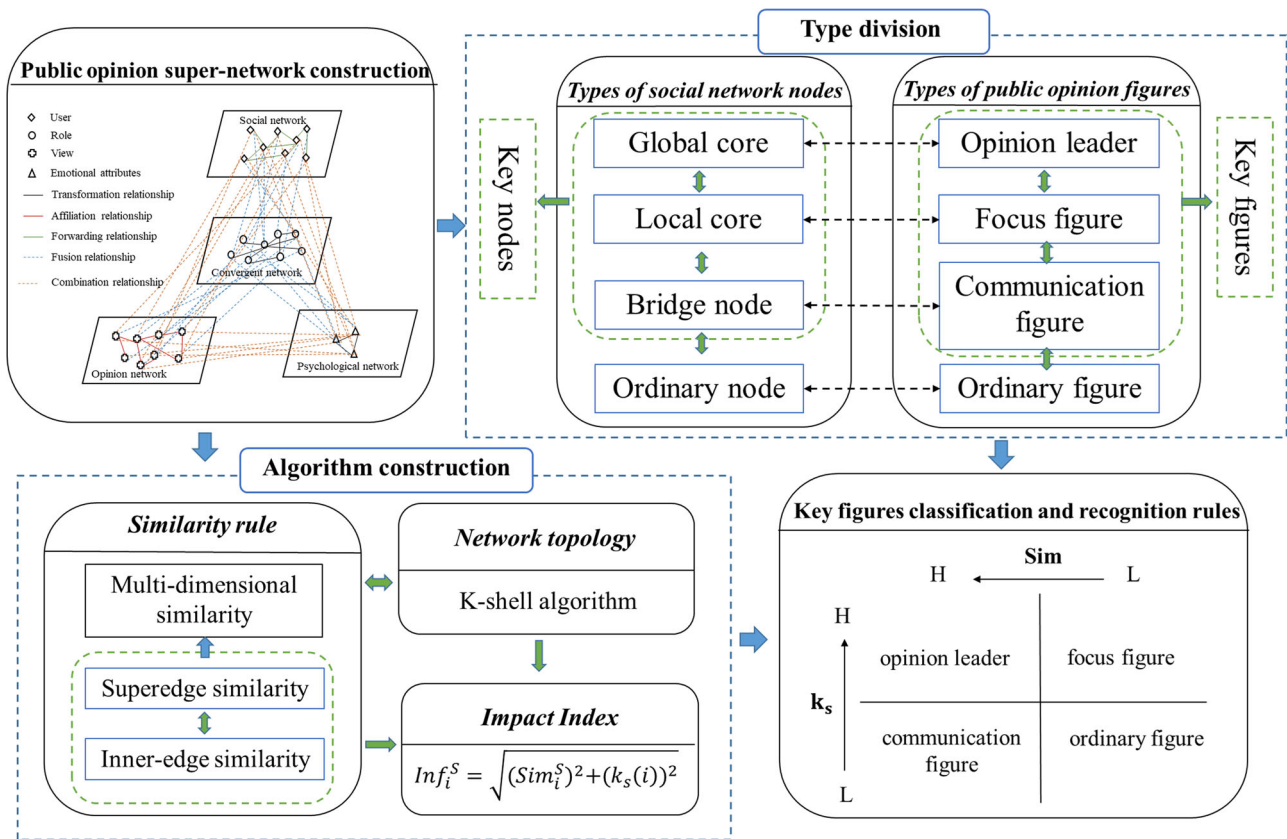 Public opinion super-network construction
User
Role
View
Emotional attributes
Transformation relationship
Affiliation relationship
Forwarding relationship
Fusion relationship
Combination relationship
Social network
Convergent network
Opinion network
Psychological network
Type division
Types of social network nodes
Global core
Local core
Bridge node
Ordinary node
Key nodes
Types of public opinion figures
Opinion leader
Focus figure
Communication
figure
Ordinary figure
Key figures
Algorithm construction
Similarity rule
Multi-dimensional
similarity
Superedge similarity
Inner-edge similarity
Network topology
K-shell algorithm
Impact Index
$Inf_i^S = \sqrt{(Sim_i^S)^2+(k_s(i))^2}$
Key figures classification and recognition rules
Sim
H
L
H
k_s
L
opinion leader
focus figure
communication
figure
ordinary figure